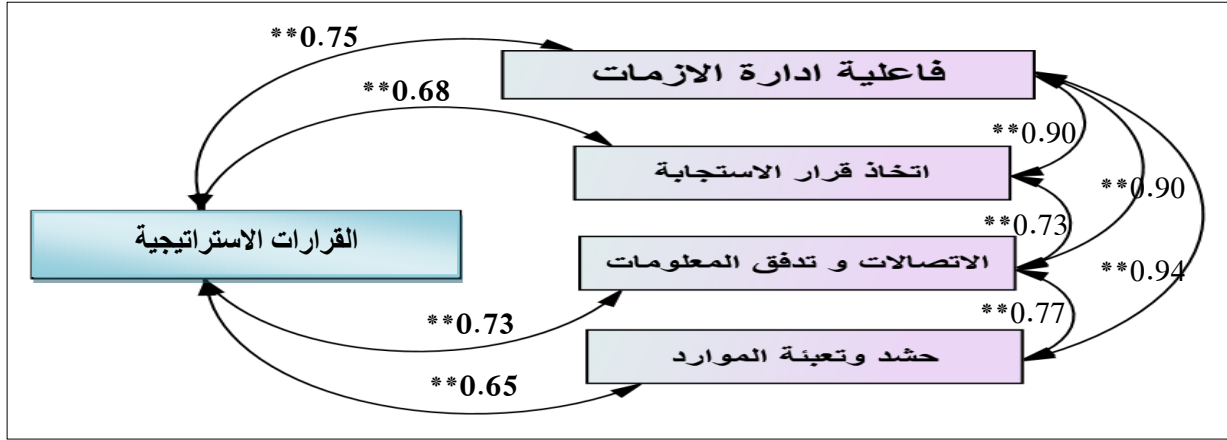 **0.75
فاعلية ادارة الازمات
**0.68
**0.90
اتخاذ قرار الاستجابة
**0.90
**0.73
القرارات الاستراتيجية
الاتصالات و تدفق المعلومات
**0.94
**0.77
**0.73
حشد وتعبئة الموارد
**0.65